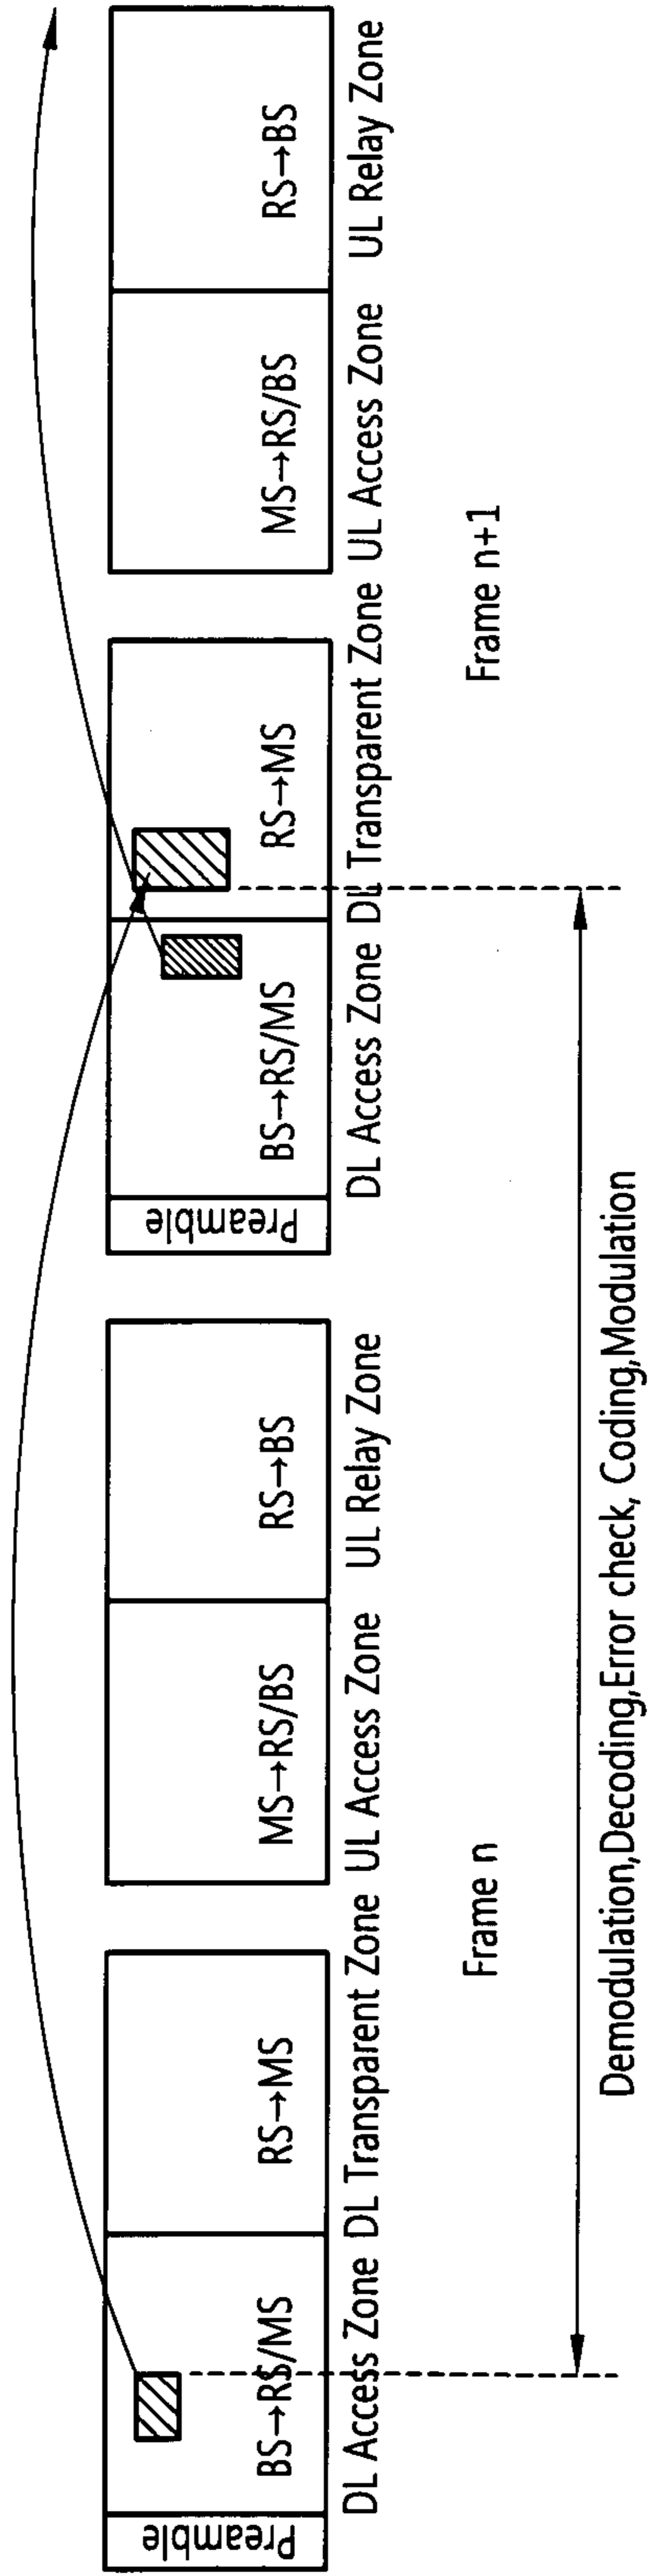 Preamble
BS→RS/MS
RS→MS
MS→RS/BS
RS→BS
Preamble
BS→RS/MS
RS→MS
MS→RS/BS
RS→BS
DL Access Zone DL Transparent Zone UL Access Zone UL Relay Zone
DL Access Zone DL Transparent Zone UL Access Zone UL Relay Zone
Frame n
Frame n+1
Demodulation,Decoding,Error check, Coding,Modulation